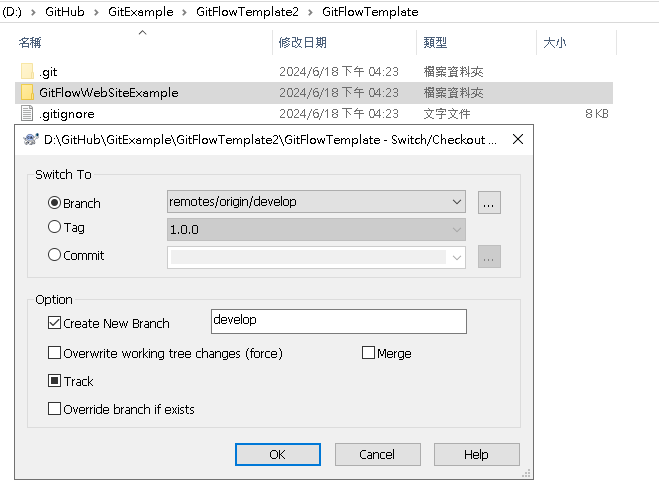 (D:) > GitHub > GitExample > GitFlowTemplate2 > GitFlowTemplate
名稱 修改日期 類型 大小
.git 2024/6/18 下午 04:23 檔案資料夾
GitFlowWebSiteExample 2024/6/18 下午 04:23 檔案資料夾
.gitignore 2024/6/18 下午 04:23 文字文件 8 KB
D:\GitHub\GitExample\GitFlowTemplate2\GitFlowTemplate - Switch/Checkout ...
Switch To
Branch remotes/origin/develop ...
Tag 1.0.0
Commit ...
Option
Create New Branch develop
Overwrite working tree changes (force) Merge
Track
Override branch if exists
OK Cancel Help